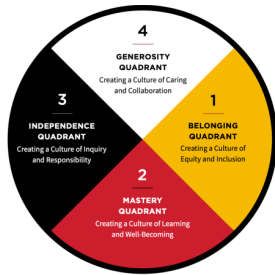 4
GENEROSITY
QUADRANT
Creating a Culture of Caring
and Collaboration
3
INDEPENDENCE
QUADRANT
Creating a Culture of Inquiry
and Responsibility
1
BELONGING
QUADRANT
Creating a Culture of
Equity and Inclusion
2
MASTERY
QUADRANT
Creating a Culture of Learning
and Well-Becoming